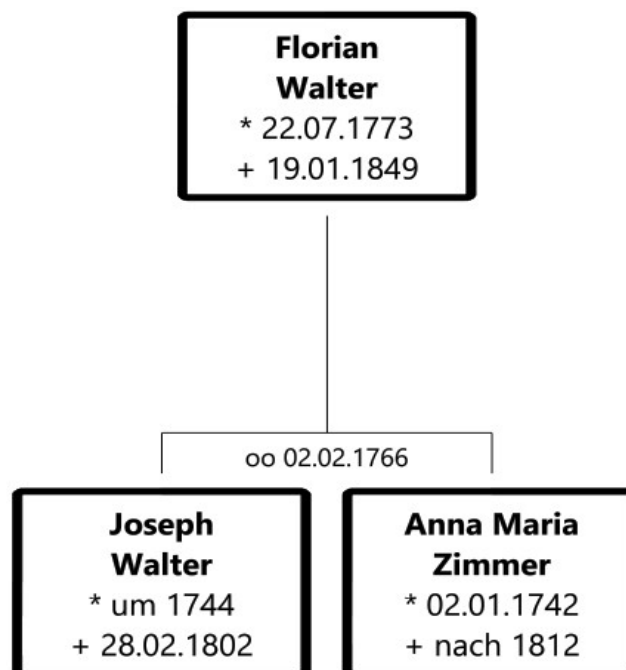 Florian
Walter
* 22.07.1773
+ 19.01.1849
oo 02.02.1766
Joseph
Walter
* um 1744
+ 28.02.1802
Anna Maria
Zimmer
* 02.01.1742
+ nach 1812